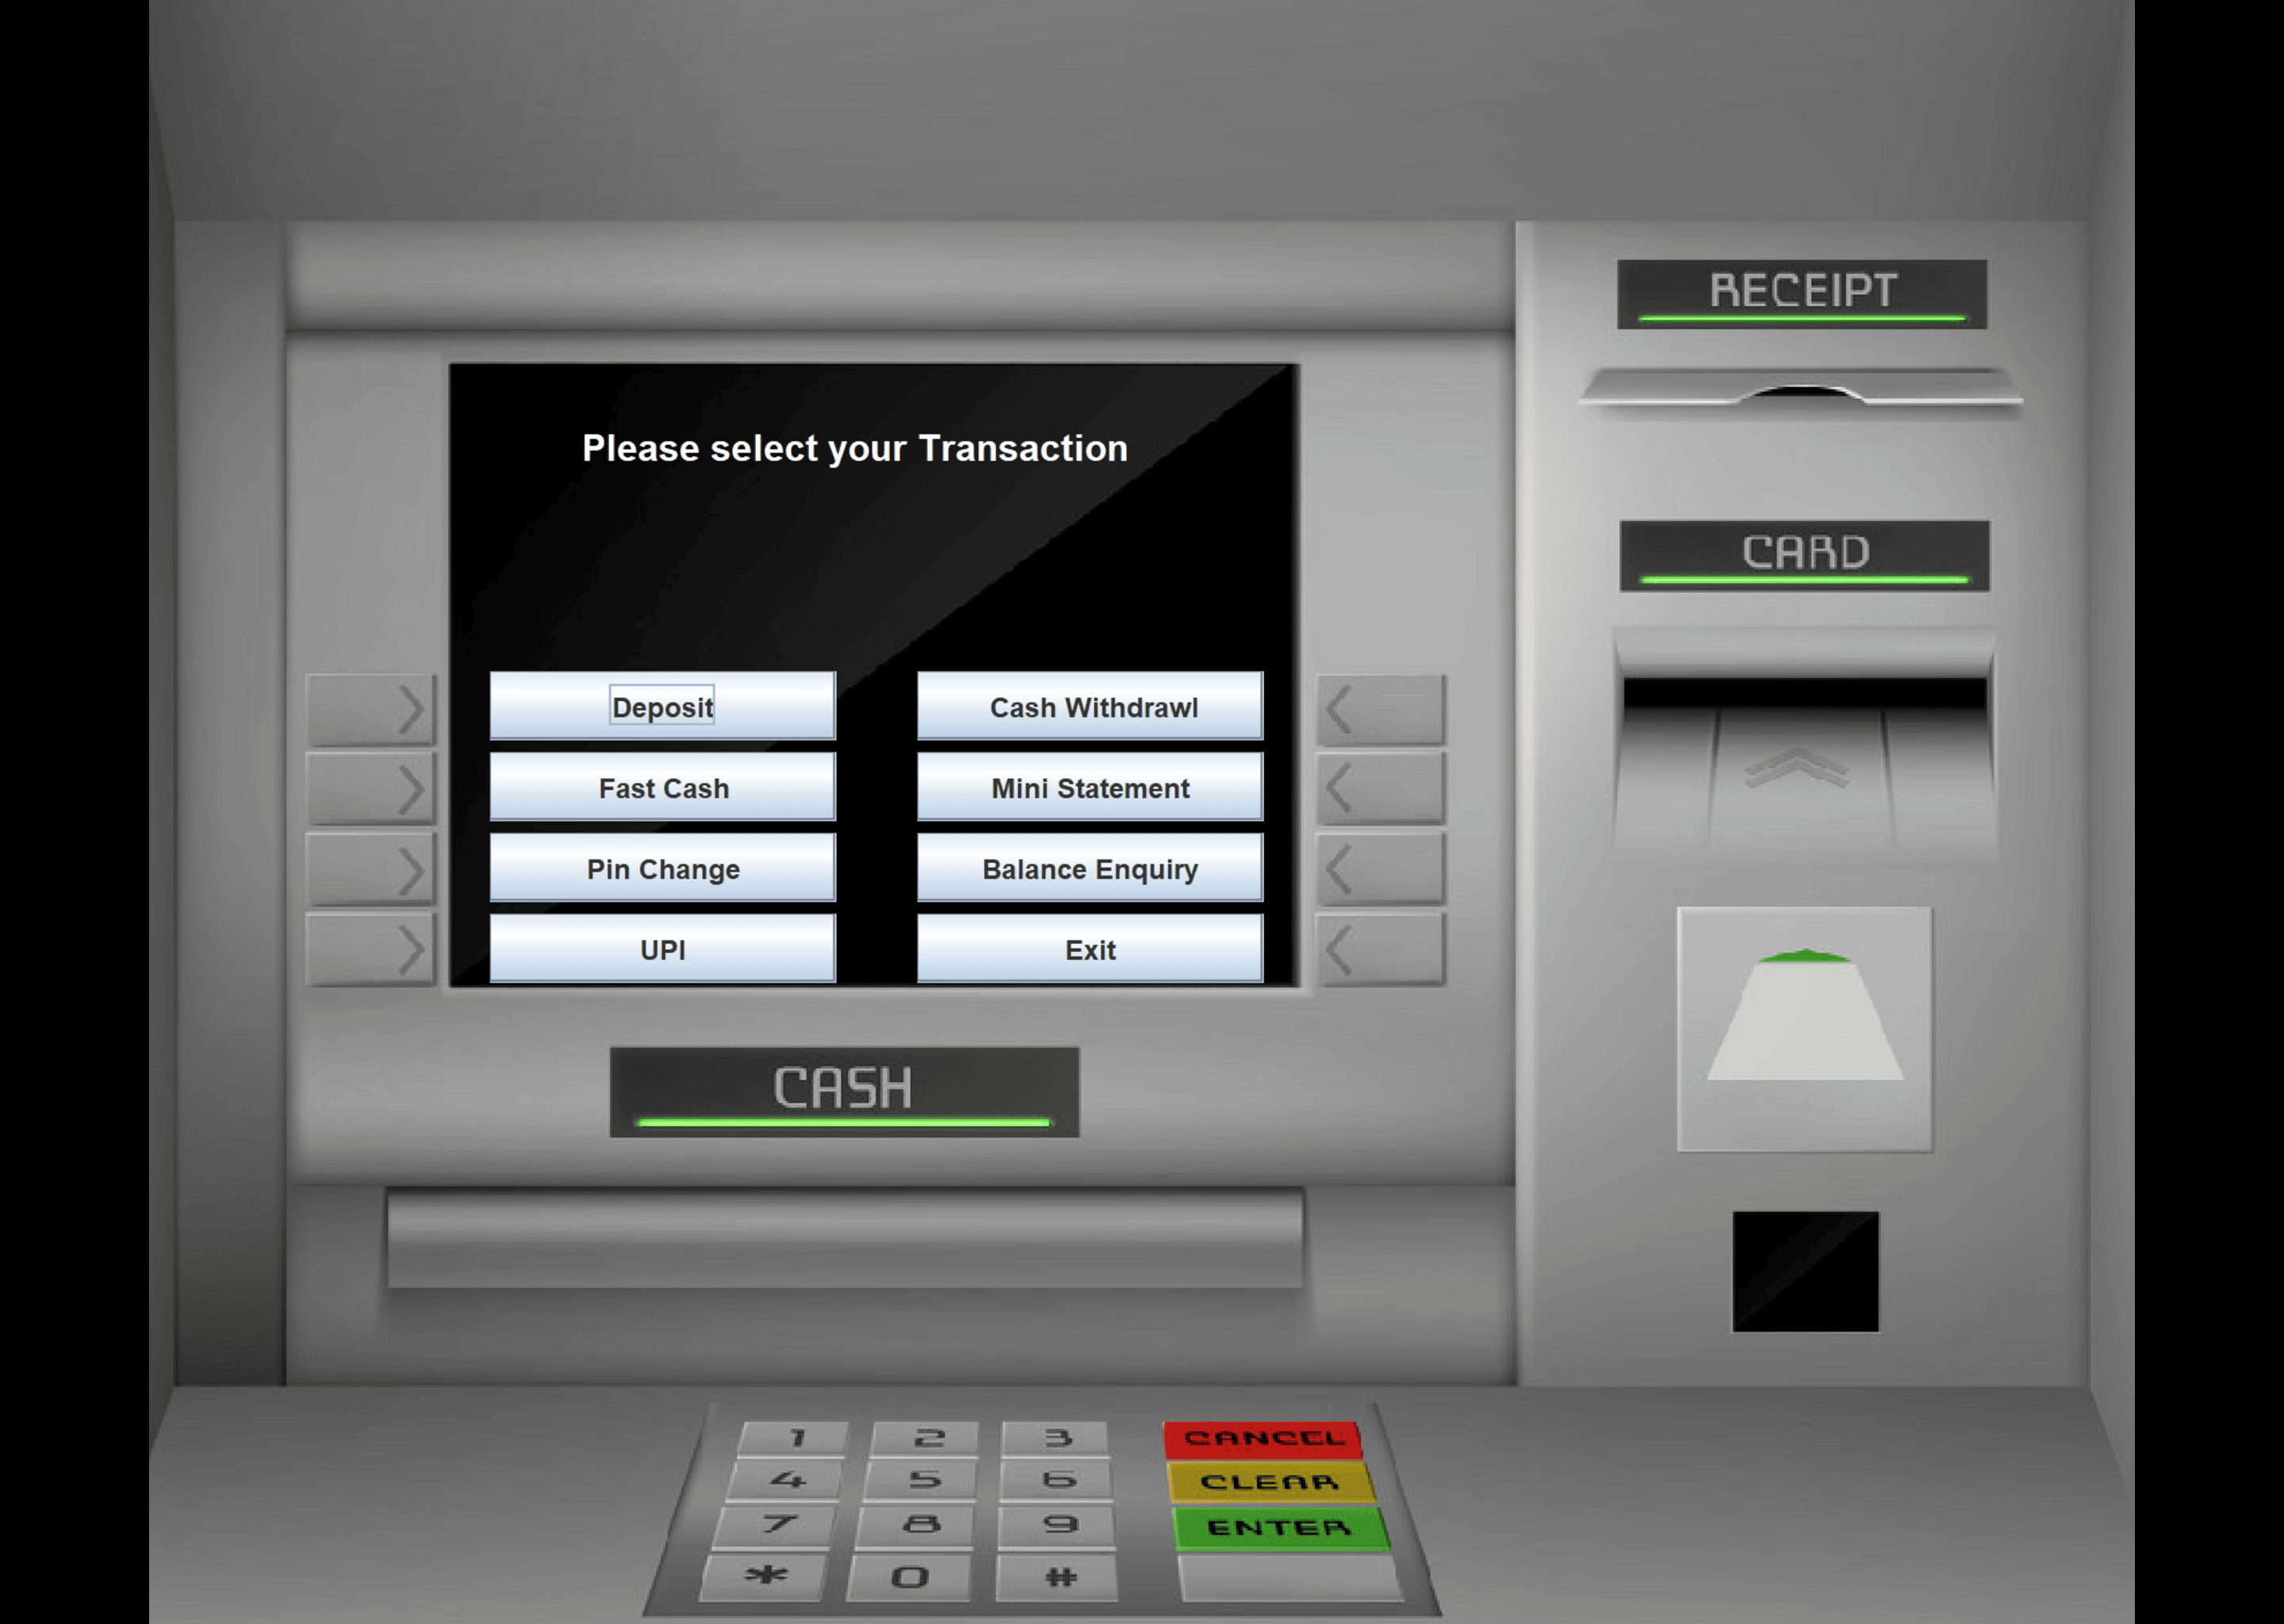 RECEIPT
Please select your Transaction
CARD
Deposit
Cash Withdrawl
Fast Cash
Mini Statement
Pin Change
Balance Enquiry
UPI
Exit
CASH
1 2 3 CANCEL
4 5 6 CLEAR
7 8 9 ENTER
* 0 #